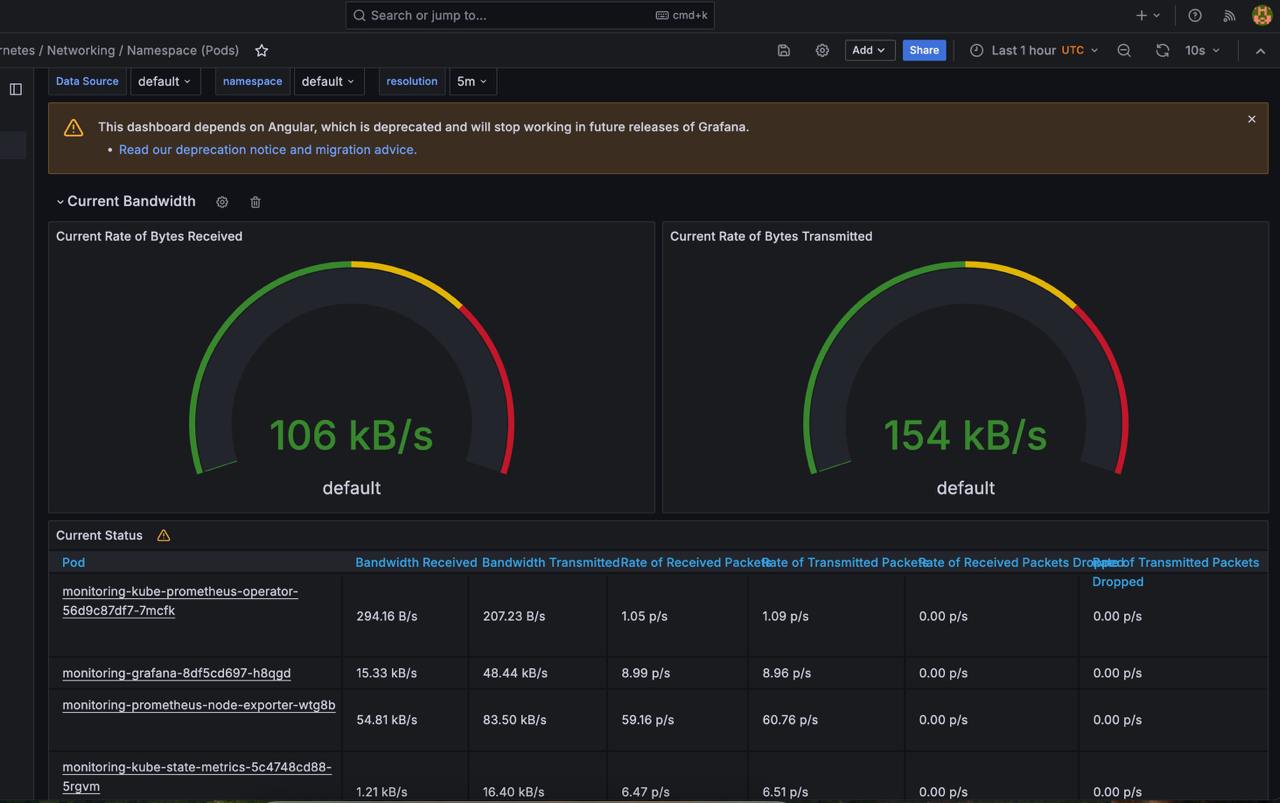 Search or jump to...
cmd+k
rnetes / Networking / Namespace (Pods)
Add
Share
Last 1 hour UTC
10s
Data Source
default
namespace
default
resolution
5m
This dashboard depends on Angular, which is deprecated and will stop working in future releases of Grafana.
• Read our deprecation notice and migration advice.
Current Bandwidth
Current Rate of Bytes Received
106 kB/s
default
Current Rate of Bytes Transmitted
154 kB/s
default
Current Status
Pod Bandwidth Received Bandwidth Transmitted Rate of Received Packets Rate of Transmitted Packets Rate of Received Packets Dropped Rate of Transmitted Packets
Dropped
monitoring-kube-prometheus-operator-
56d9c87df7-7mcfk
294.16 B/s 207.23 B/s 1.05 p/s 1.09 p/s 0.00 p/s 0.00 p/s
monitoring-grafana-8df5cd697-h8qgd 15.33 kB/s 48.44 kB/s 8.99 p/s 8.96 p/s 0.00 p/s 0.00 p/s
monitoring-prometheus-node-exporter-wtg8b
54.81 kB/s 83.50 kB/s 59.16 p/s 60.76 p/s 0.00 p/s 0.00 p/s
monitoring-kube-state-metrics-5c4748cd88-
5rgvm
1.21 kB/s 16.40 kB/s 6.47 p/s 6.51 p/s 0.00 p/s 0.00 p/s